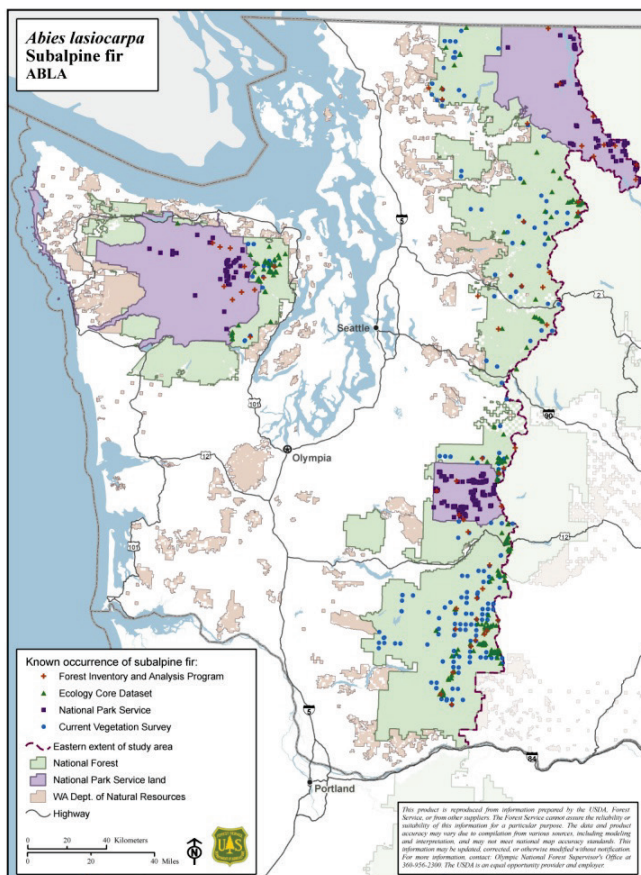 Abies lasiocarpa
Subalpine fir
ABLA
5
2
Seattle
101
90
12
Olympia
12
101
Known occurrence of subalpine fir:
Forest Inventory and Analysis Program
Ecology Core Dataset
National Park Service
Current Vegetation Survey
Eastern extent of study area
National Forest
National Park Service land
WA Dept. of Natural Resources
Highway
0 20 40 Kilometers
0 20 40 Miles
N
5
84
Portland
This product is reproduced from information prepared by the USDA, Forest
Service, or from other suppliers. The Forest Service cannot assure the reliability or
suitability of this information for a particular purpose. The data and product
accuracy may vary due to compilation from various sources, including modeling
and interpretation, and may not meet national map accuracy standards. This
information may be updated, corrected, or otherwise modified without notification.
For more information, contact: Olympic National Forest Supervisor's Office at
360-956-2300. The USDA is an equal opportunity provider and employer.